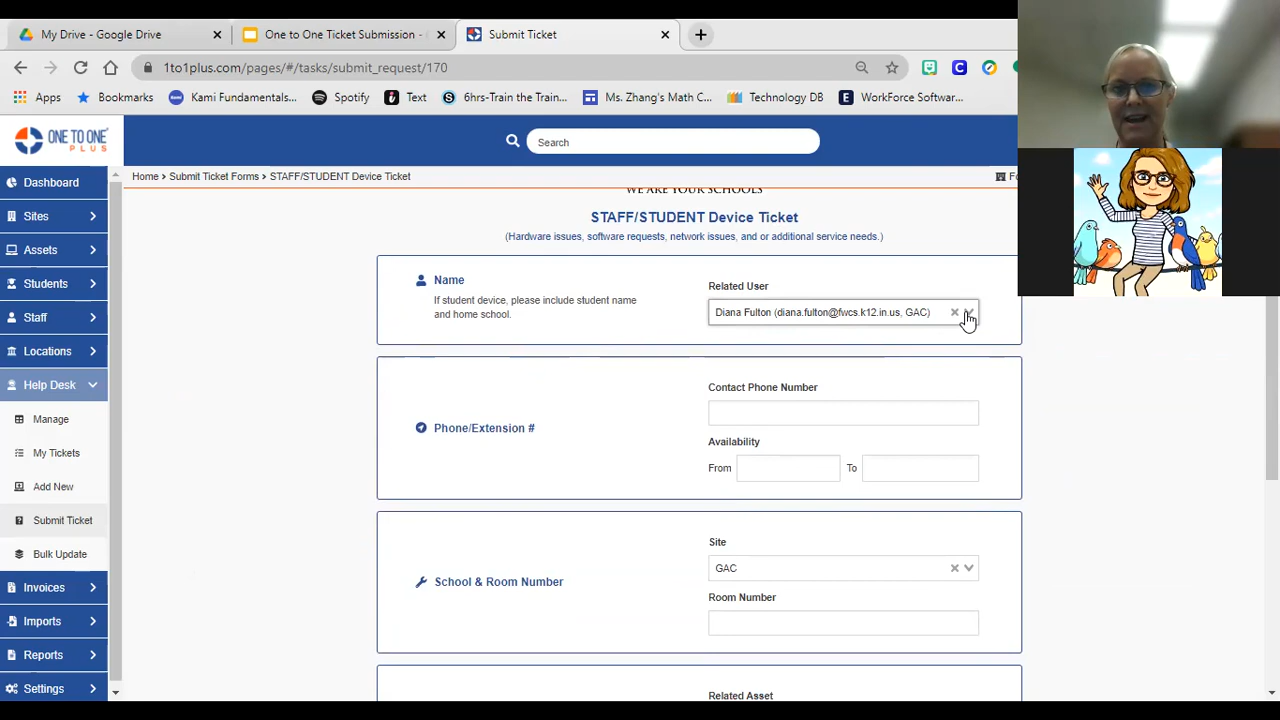 My Drive - Google Drive
One to One Ticket Submission -
Submit Ticket
1to1plus.com/pages/#/tasks/submit_request/170
Apps
Bookmarks
Kami Fundamentals...
Spotify
Text
6hrs-Train the Train...
Ms. Zhang's Math C...
Technology DB
WorkForce Softwar...
ONE TO ONE
PLUS
Search
Home > Submit Ticket Forms > STAFF/STUDENT Device Ticket
Dashboard
Sites
Assets
Students
Staff
Locations
Help Desk
Manage
My Tickets
Add New
Submit Ticket
Bulk Update
Invoices
Imports
Reports
Settings
WE ARE YOUR SCHOOLS
STAFF/STUDENT Device Ticket
(Hardware issues, software requests, network issues, and or additional service needs.)
Name
If student device, please include student name
and home school.
Related User
Diana Fulton (diana.fulton@fwcs.k12.in.us, GAC)
Phone/Extension #
Contact Phone Number
Availability
From
To
School & Room Number
Site
GAC
Room Number
Related Asset